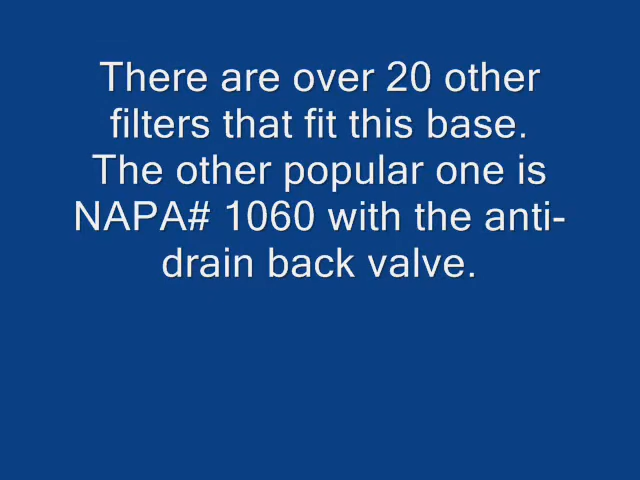 There are over 20 other
filters that fit this base.
The other popular one is
NAPA# 1060 with the anti-
drain back valve.